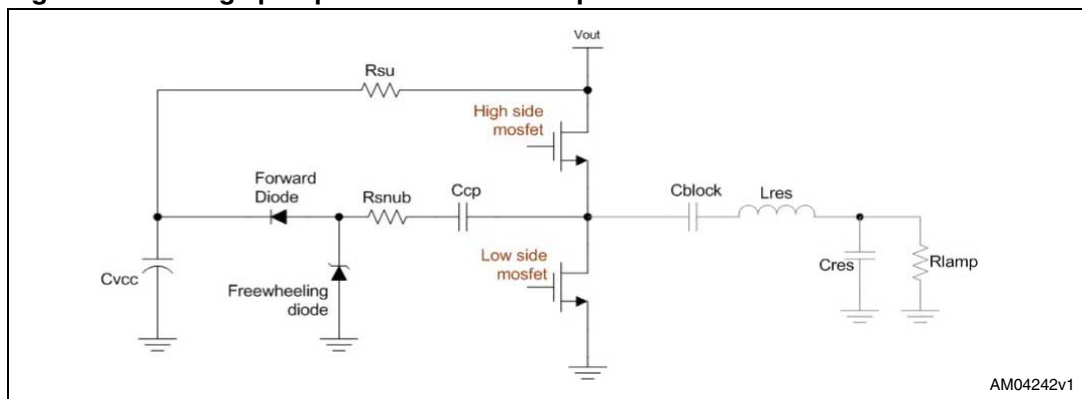 Vout
Rsu
High side
mosfet
Forward
Diode
Rsnub
Ccp
Cblock
Lres
Low side
mosfet
Cvcc
Freewheeling
diode
Cres
Rlamp
AM04242v1